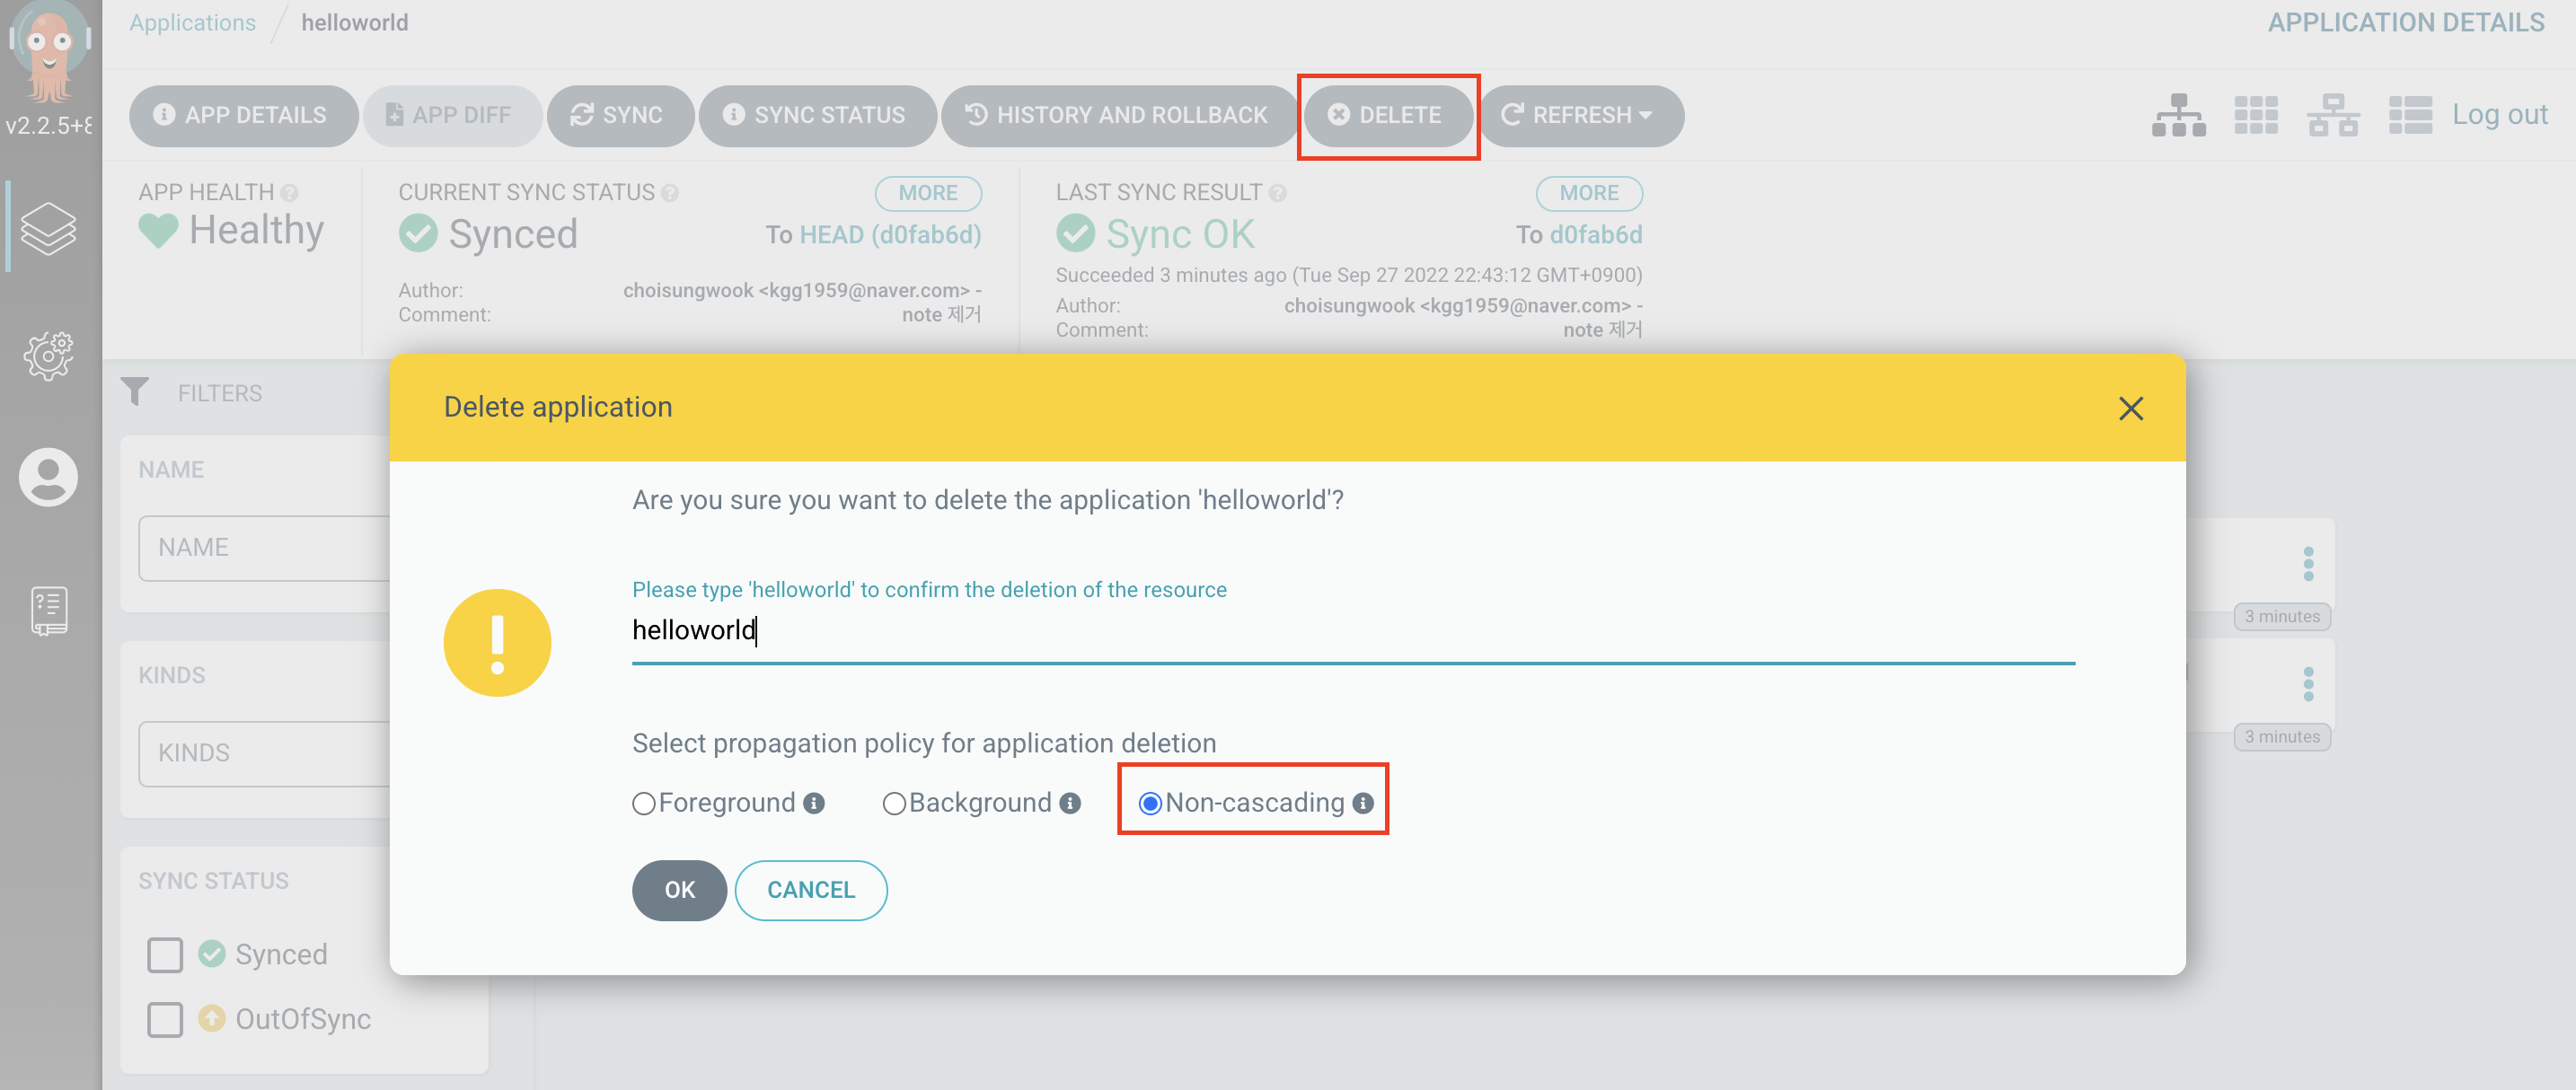 Applications / helloworld
APPLICATION DETAILS
v2.2.5+8
APP DETAILS
APP DIFF
SYNC
SYNC STATUS
HISTORY AND ROLLBACK
DELETE
REFRESH
Log out
APP HEALTH
Healthy
CURRENT SYNC STATUS
MORE
Synced
To HEAD (d0fab6d)
Author: choisungwook <kgg1959@naver.com> -
Comment: note 제거
LAST SYNC RESULT
MORE
Sync OK
To d0fab6d
Succeeded 3 minutes ago (Tue Sep 27 2022 22:43:12 GMT+0900)
Author: choisungwook <kgg1959@naver.com> -
Comment: note 제거
FILTERS
NAME
NAME
KINDS
KINDS
SYNC STATUS
Synced
OutOfSync
Delete application
Are you sure you want to delete the application 'helloworld'?
Please type 'helloworld' to confirm the deletion of the resource
helloworld
Select propagation policy for application deletion
Foreground
Background
Non-cascading
OK
CANCEL
3 minutes
3 minutes